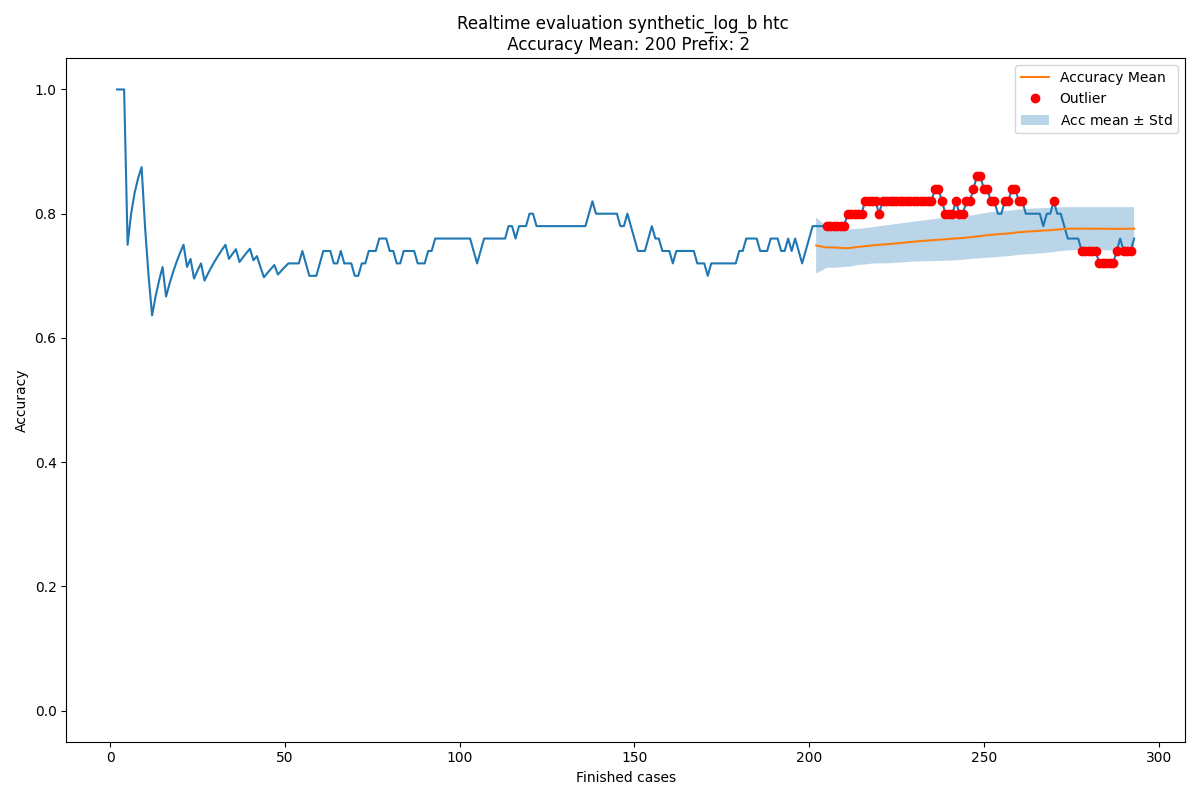 Realtime evaluation synthetic_log_b htc
Accuracy Mean: 200 Prefix: 2
Accuracy Mean
Outlier
Acc mean ± Std
1.0
0.8
0.6
0.4
0.2
0.0
Accuracy
0
50
100
150
200
250
300
Finished cases